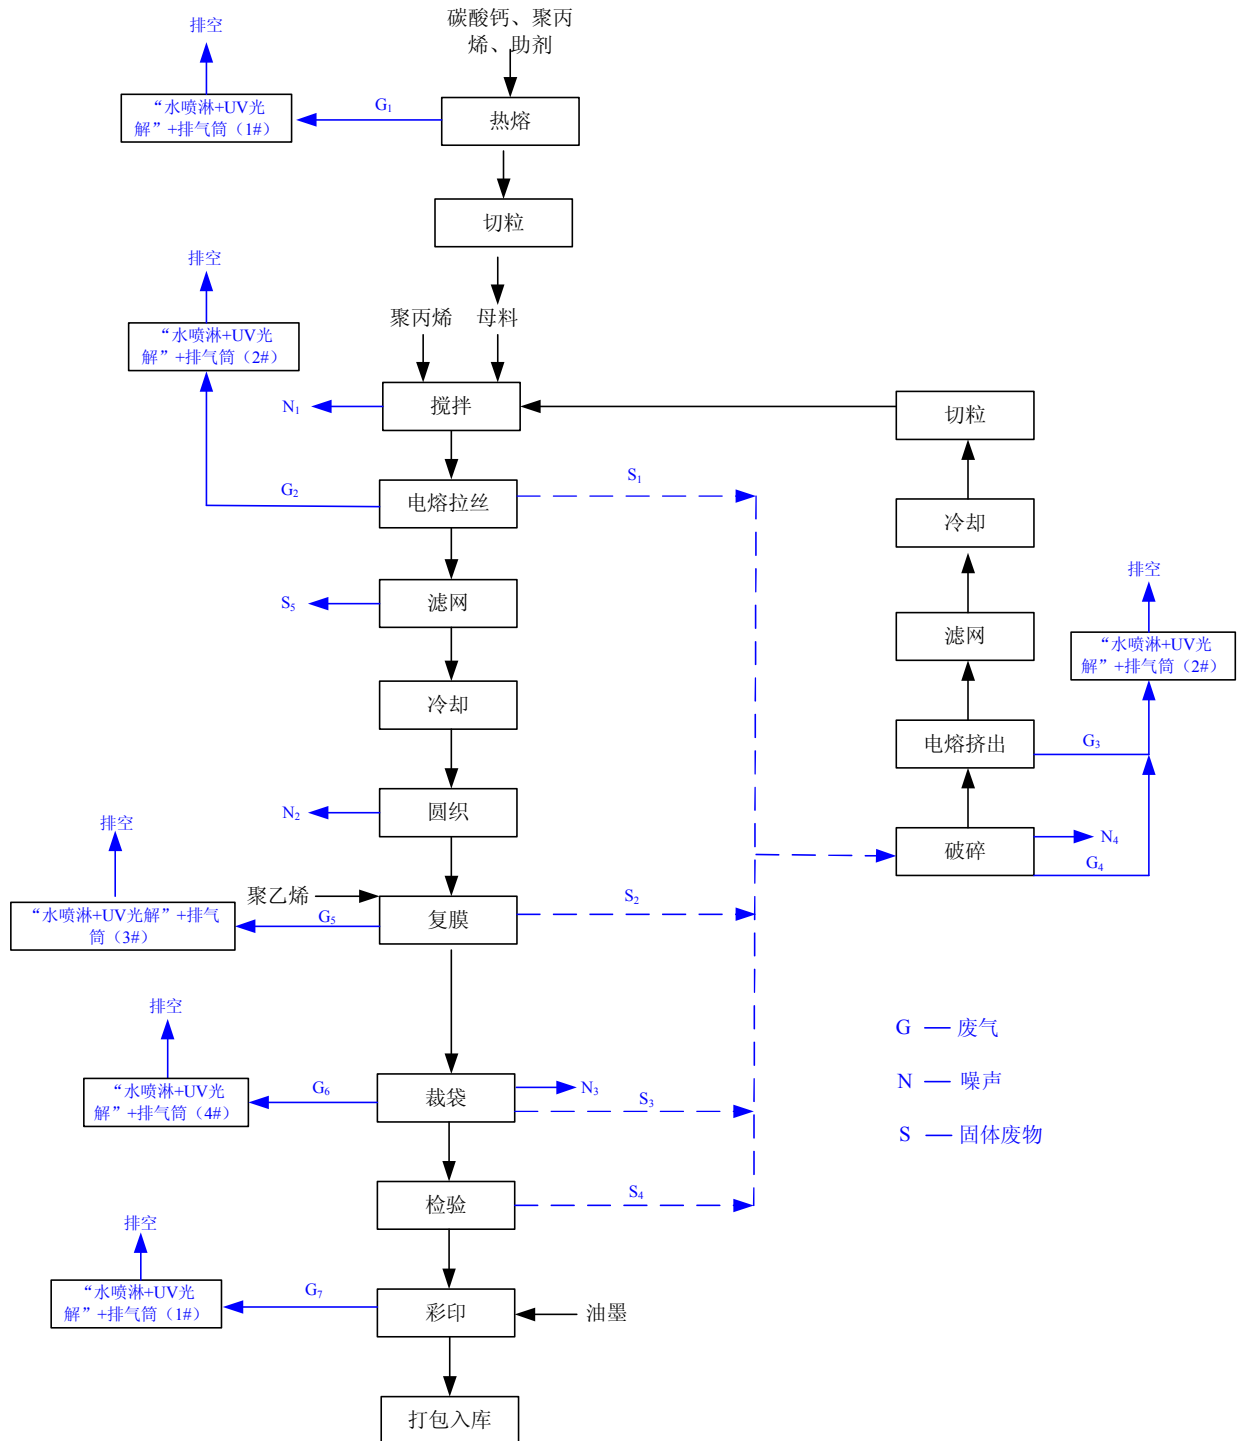 排空
碳酸钙、聚丙
烯、助剂
“水喷淋+UV光
解”+排气筒（1#）
G1
热熔
切粒
排空
聚丙烯
母料
“水喷淋+UV光
解”+排气筒（2#）
N1
搅拌
切粒
G2
电熔拉丝
S1
冷却
S5
滤网
排空
滤网
“水喷淋+UV光
解”+排气筒（2#）
冷却
电熔挤出
G3
N2
圆织
排空
破碎
N4
G4
聚乙烯
“水喷淋+UV光解”+排气
筒（3#）
G5
复膜
S2
排空
G — 废气
“水喷淋+UV光
解”+排气筒（4#）
G6
裁袋
N3
S3
N — 噪声
S — 固体废物
检验
S4
排空
“水喷淋+UV光
解”+排气筒（1#）
G7
彩印
油墨
打包入库